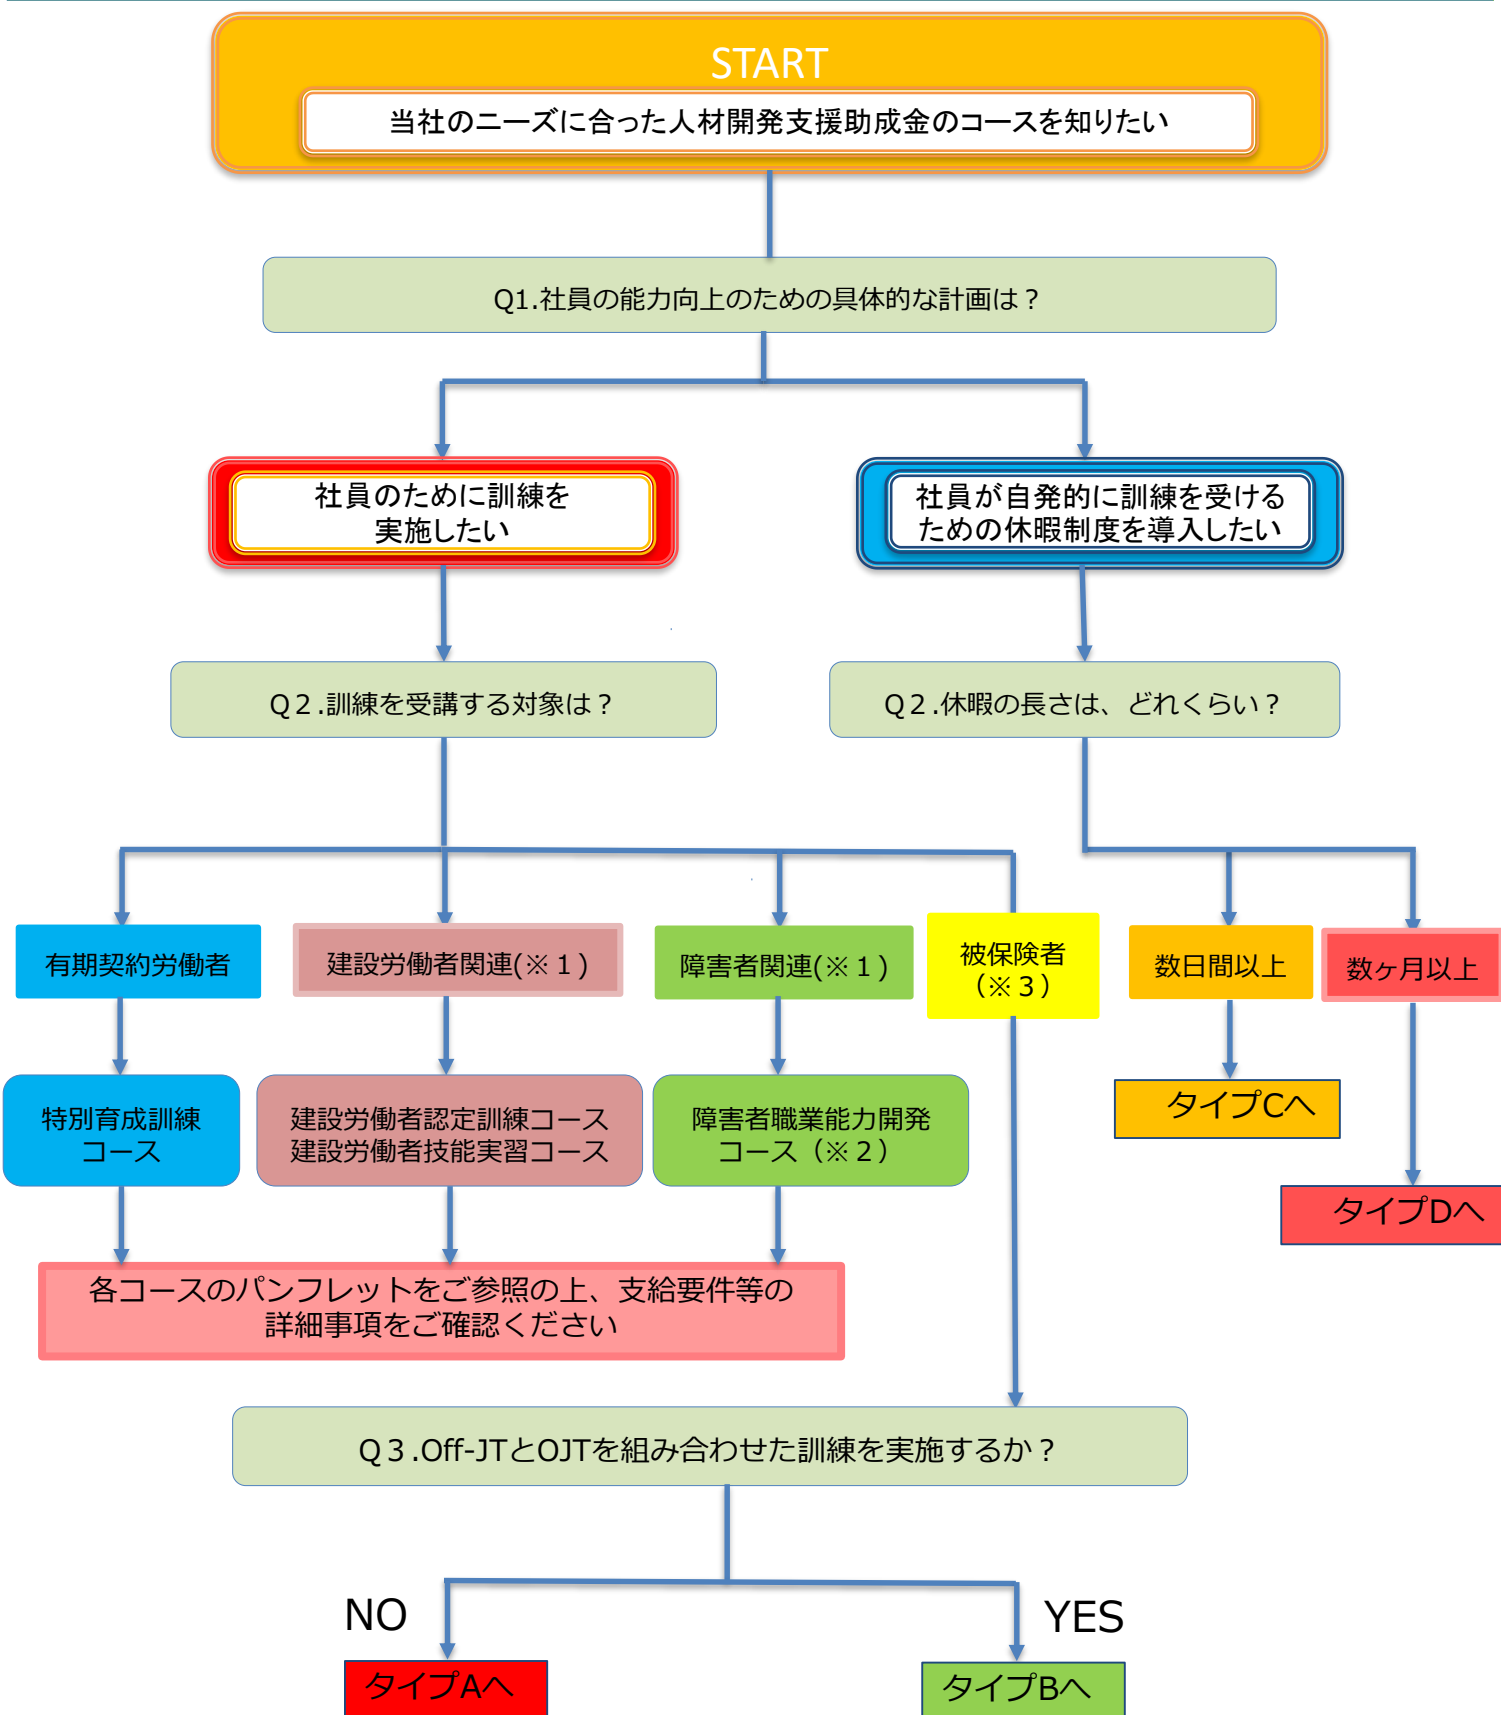 START
当社のニーズに合った人材開発支援助成金のコースを知りたい
Q1.社員の能力向上のための具体的な計画は？
社員のために訓練を
実施したい
社員が自発的に訓練を受ける
ための休暇制度を導入したい
Q２.訓練を受講する対象は？
Q２.休暇の長さは、どれくらい？
有期契約労働者
建設労働者関連(※１)
障害者関連(※１)
被保険者
（※３）
数日間以上
数ヶ月以上
特別育成訓練
コース
建設労働者認定訓練コース
建設労働者技能実習コース
障害者職業能力開発
コース（※２）
タイプCへ
タイプDへ
各コースのパンフレットをご参照の上、支給要件等の
詳細事項をご確認ください
Q３.Off-JTとOJTを組み合わせた訓練を実施するか？
NO
YES
タイプAへ
タイプBへ